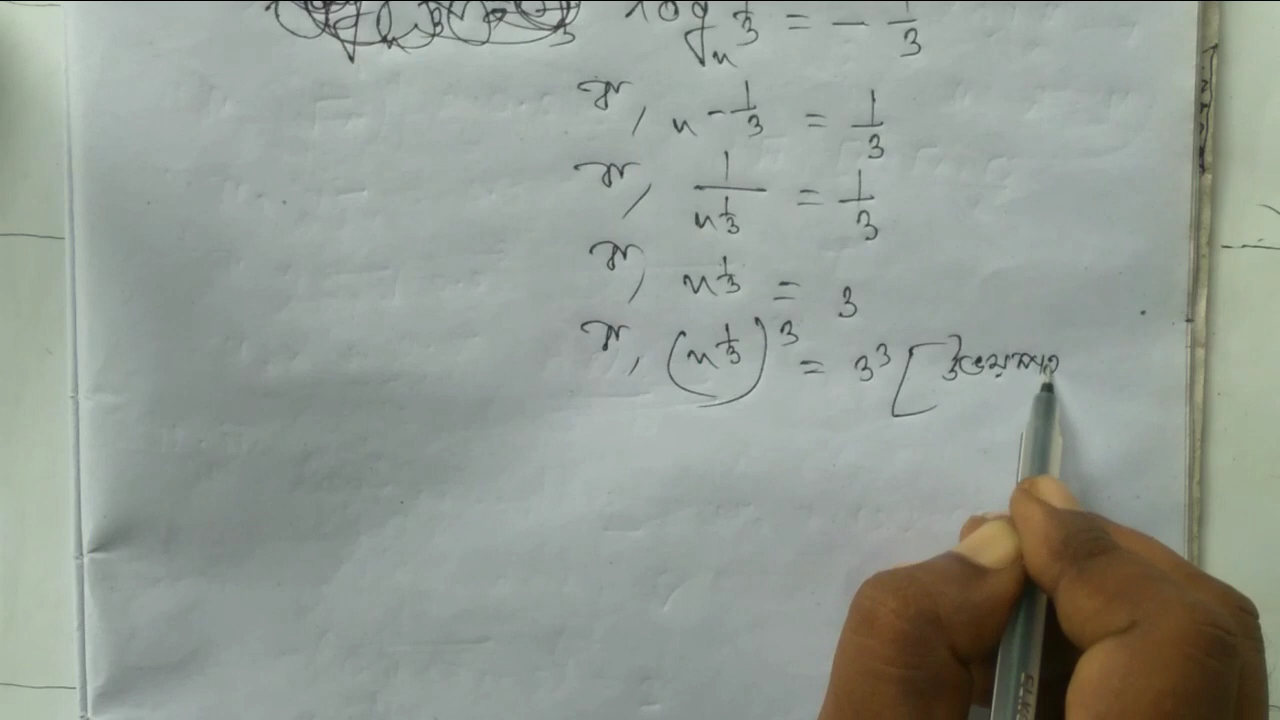 log_x 1/3 = - 1/3
বা, x^{-1/3} = 1/3
বা, 1/x^{1/3} = 1/3
বা, x^{1/3} = 3
বা, (x^{1/3})^3 = 3^3 [উভয়পক্ষ